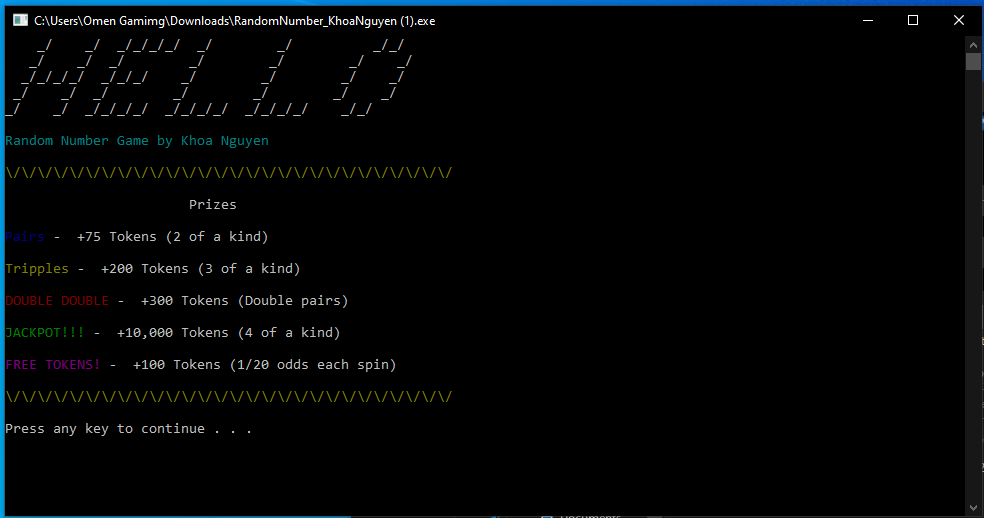 C:\Users\Omen Gamimg\Downloads\RandomNumber_KhoaNguyen (1).exe
HELLO
Random Number Game by Khoa Nguyen
\/\/\/\/\/\/\/\/\/\/\/\/\/\/\/\/\/\/\/\/\/\/\/\/\/\/\/\/
Prizes
Pairs -  +75 Tokens (2 of a kind)
Tripples -  +200 Tokens (3 of a kind)
DOUBLE DOUBLE -  +300 Tokens (Double pairs)
JACKPOT!!! -  +10,000 Tokens (4 of a kind)
FREE TOKENS! -  +100 Tokens (1/20 odds each spin)
\/\/\/\/\/\/\/\/\/\/\/\/\/\/\/\/\/\/\/\/\/\/\/\/\/\/\/\/
Press any key to continue . . .
Documents